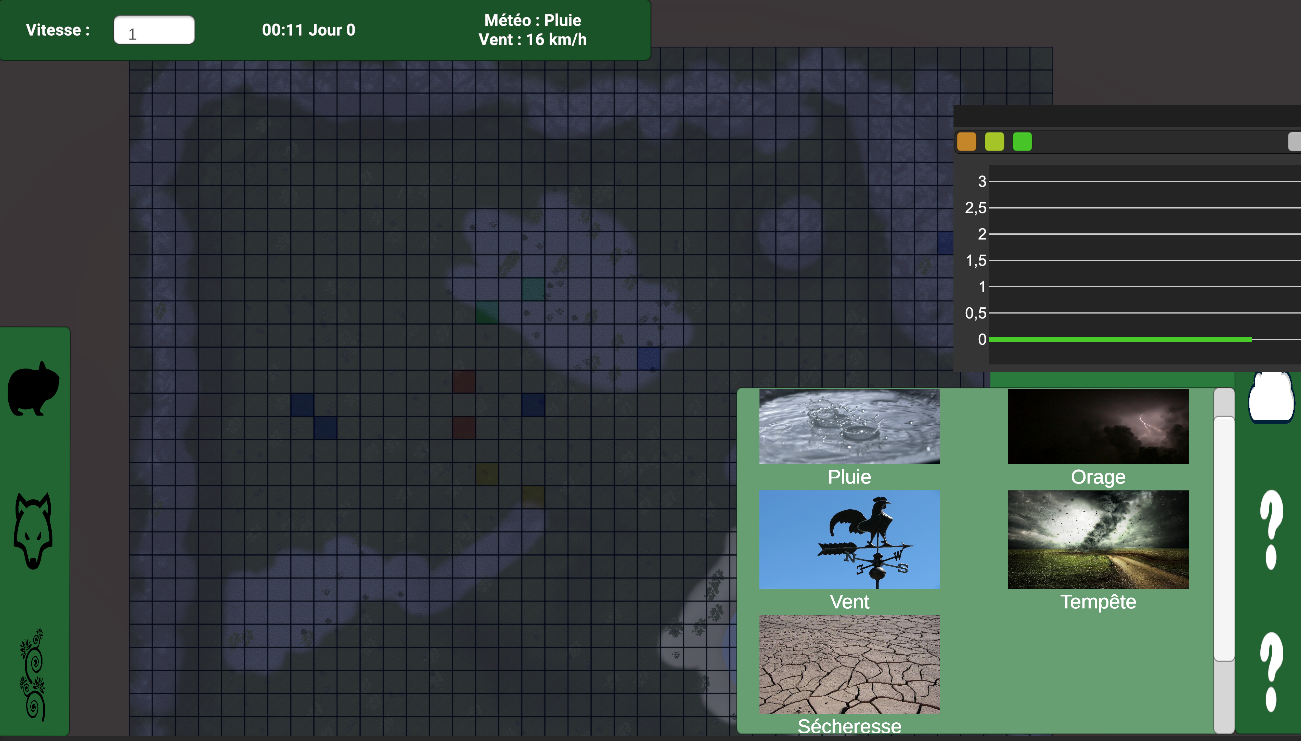 Vitesse :
1
00:11 Jour 0
Météo : Pluie
Vent : 16 km/h
3
2,5
2
1,5
1
0,5
0
Pluie
Orage
N
W
S
Vent
Tempête
Sécheresse
?
?